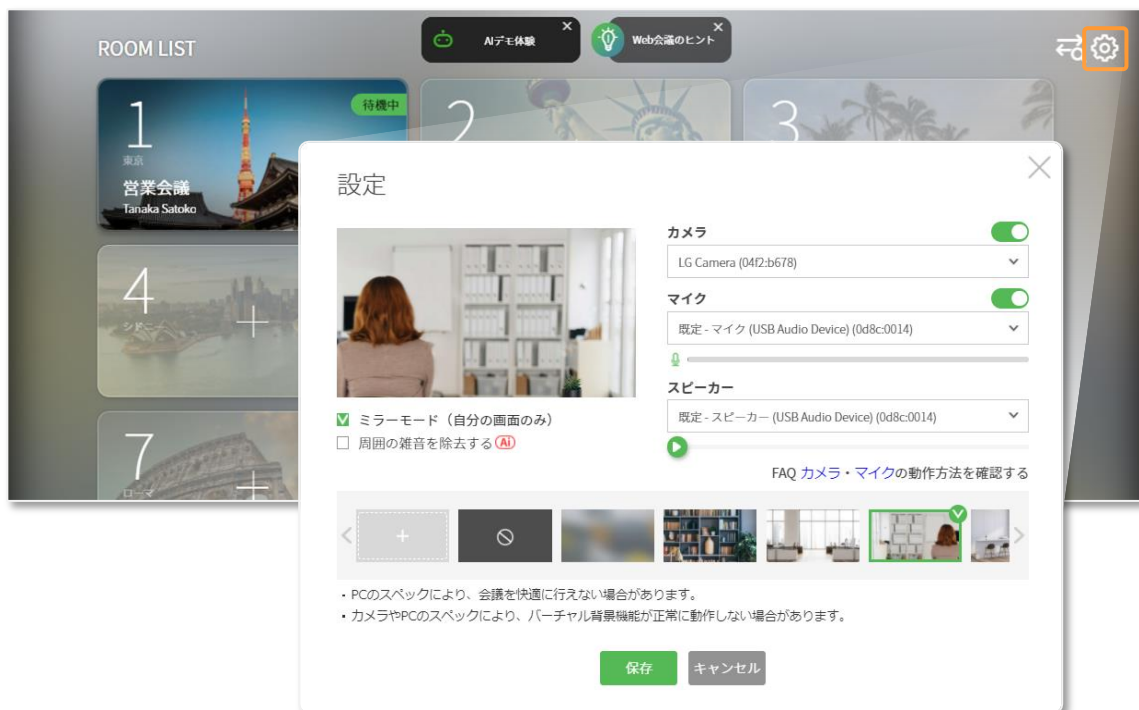 ROOM LIST
AIデモ体験
Web会議のヒント
1
東京
営業会議
Tanaka Satoko
待機中
2
3
4
シドニー
7
ローマ
設定
カメラ
LG Camera (04f2:b678)
マイク
既定 - マイク (USB Audio Device) (0d8c:0014)
スピーカー
既定 - スピーカー (USB Audio Device) (0d8c:0014)
ミラーモード（自分の画面のみ）
周囲の雑音を除去する Ai
FAQ カメラ・マイクの動作方法を確認する
・PCのスペックにより、会議を快適に行えない場合があります。
・カメラやPCのスペックにより、バーチャル背景機能が正常に動作しない場合があります。
保存
キャンセル